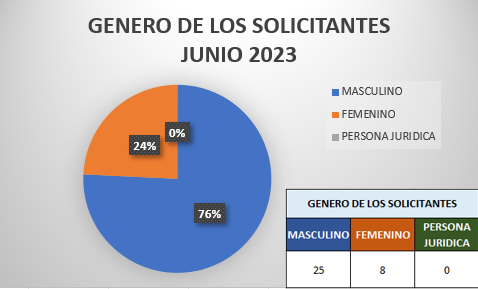 GENERO DE LOS SOLICITANTES
JUNIO 2023
MASCULINO
FEMENINO
PERSONA JURIDICA
0%
24%
76%
GENERO DE LOS SOLICITANTES
MASCULINO FEMENINO PERSONA JURIDICA
25 8 0